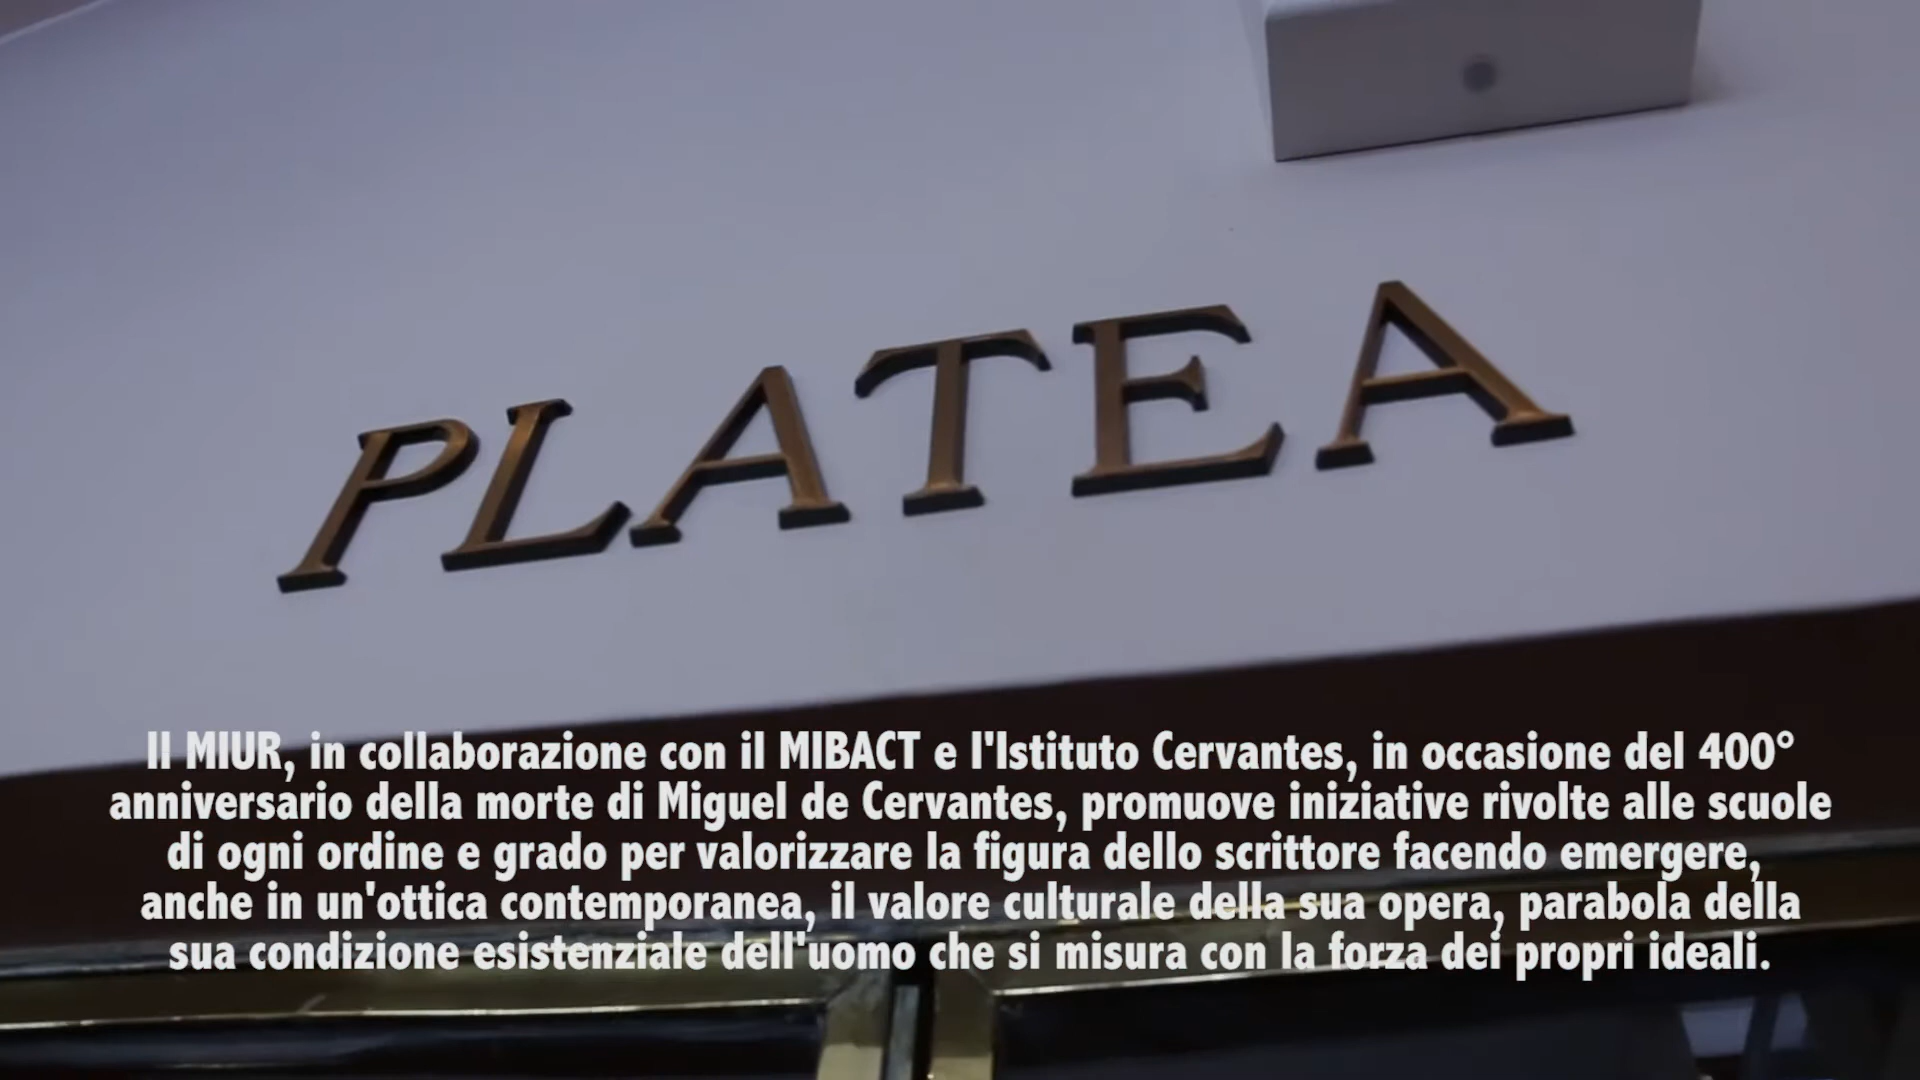 PLATEA
Il MIUR, in collaborazione con il MIBACT e l'Istituto Cervantes, in occasione del 400°
anniversario della morte di Miguel de Cervantes, promuove iniziative rivolte alle scuole
di ogni ordine e grado per valorizzare la figura dello scrittore facendo emergere,
anche in un'ottica contemporanea, il valore culturale della sua opera, parabola della
sua condizione esistenziale dell'uomo che si misura con la forza dei propri ideali.